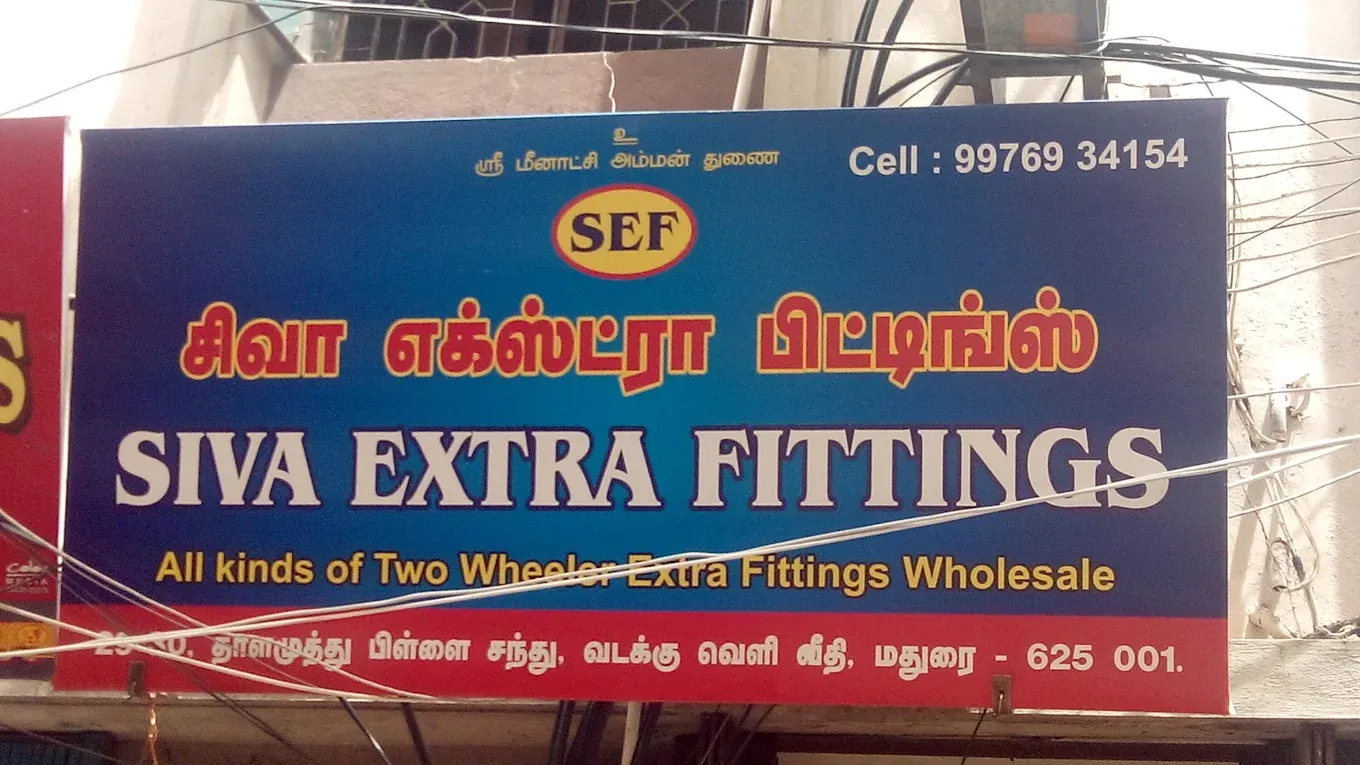 உ
ஸ்ரீ மீனாட்சி அம்மன் துணை
Cell : 99769 34154
SEF
சிவா எக்ஸ்ட்ரா பிட்டிங்ஸ்
SIVA EXTRA FITTINGS
All kinds of Two Wheeler Extra Fittings Wholesale
தாளமுத்து பிள்ளை சந்து, வடக்கு வெளி வீதி, மதுரை - 625 001.
S